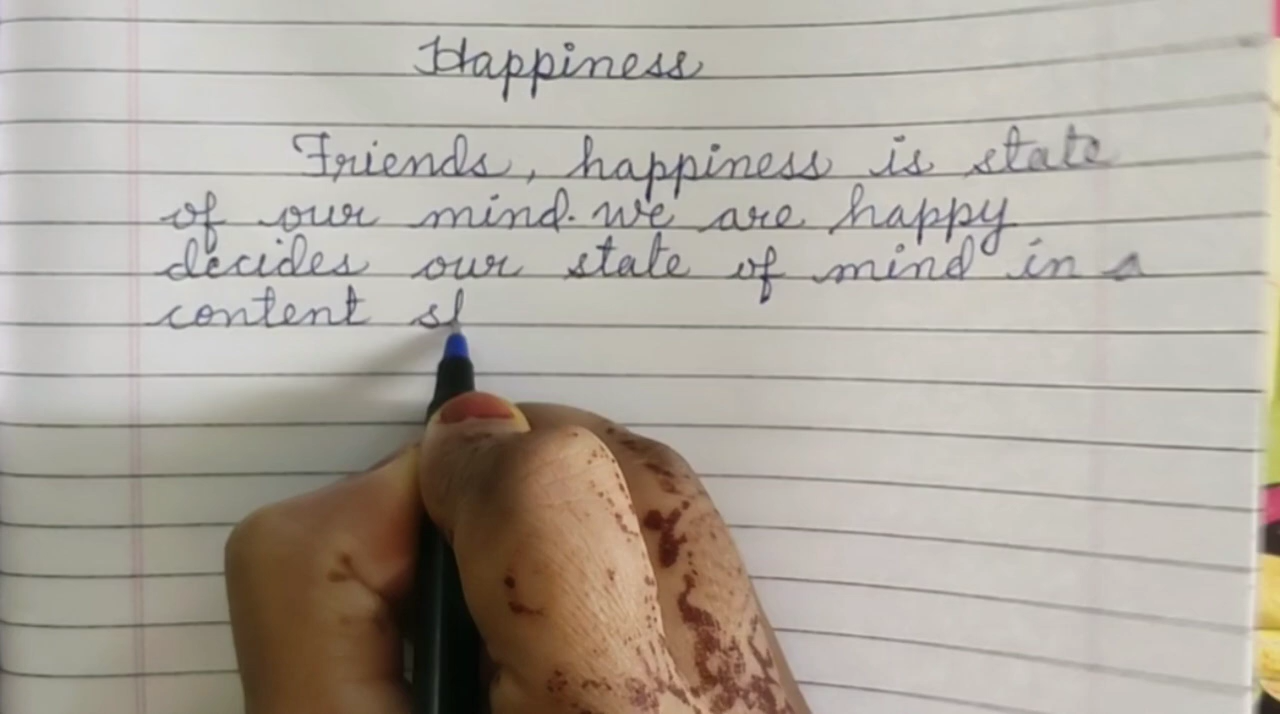 Happiness
Friends, happiness is state
of our mind. we are happy
decides our state of mind in a
content